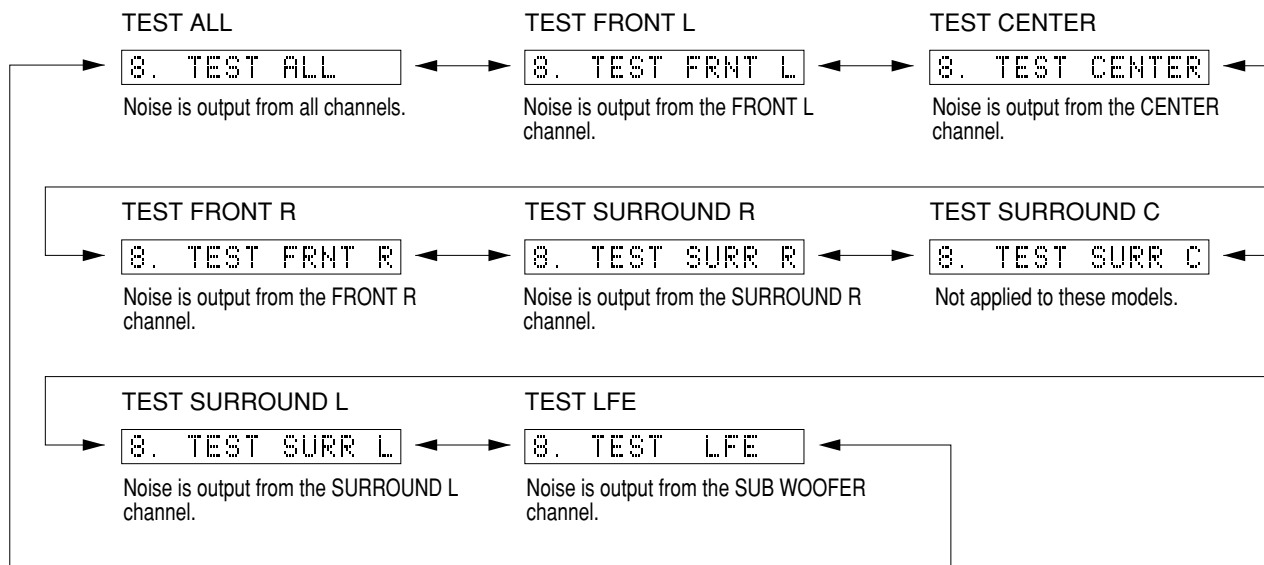 TEST ALL
8. TEST ALL
Noise is output from all channels.
TEST FRONT L
8. TEST FRNT L
Noise is output from the FRONT L
channel.
TEST CENTER
8. TEST CENTER
Noise is output from the CENTER
channel.
TEST FRONT R
8. TEST FRNT R
Noise is output from the FRONT R
channel.
TEST SURROUND R
8. TEST SURR R
Noise is output from the SURROUND R
channel.
TEST SURROUND C
8. TEST SURR C
Not applied to these models.
TEST SURROUND L
8. TEST SURR L
Noise is output from the SURROUND L
channel.
TEST LFE
8. TEST LFE
Noise is output from the SUB WOOFER
channel.